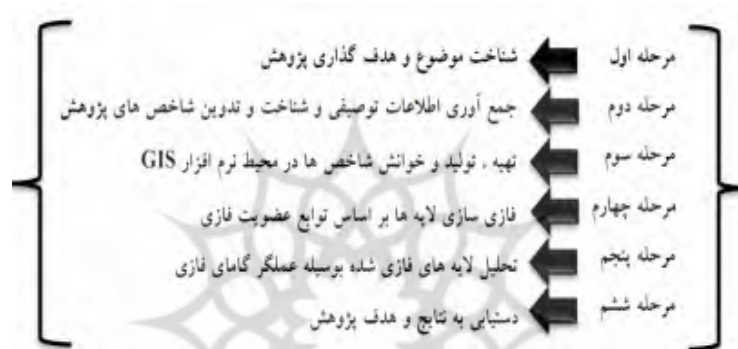 مرحله اول شناخت موضوع و هدف گذاری پژوهش
مرحله دوم جمع آوری اطلاعات توصیفی و شناخت و تدوین شاخص های پژوهش
مرحله سوم تهیه ، تولید و خوانش شاخص ها در محیط نرم افزار GIS
مرحله چهارم فازی سازی لایه ها بر اساس توابع عضویت فازی
مرحله پنجم تحلیل لایه های فازی شده بوسیله عملگر گامای فازی
مرحله ششم دستیابی به نتایج و هدف پژوهش